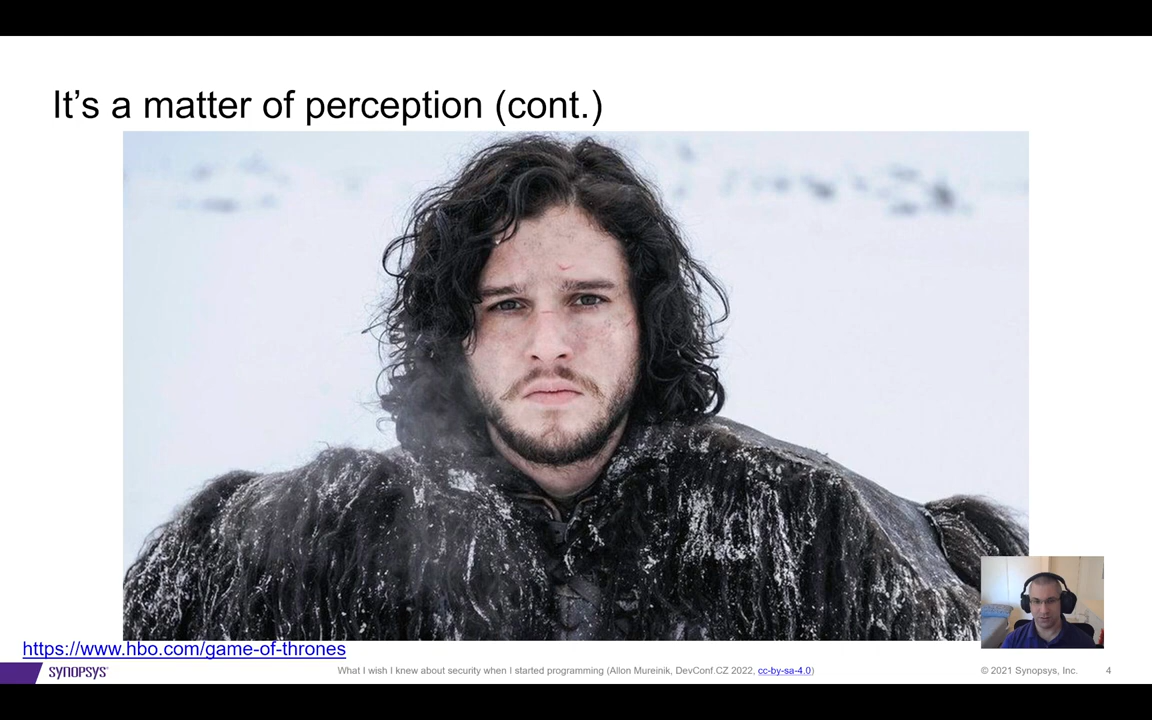 It's a matter of perception (cont.)
https://www.hbo.com/game-of-thrones
SYNOPSYS®
What I wish I knew about security when I started programming (Allon Mureinik, DevConf.CZ 2022, cc-by-sa-4.0)
© 2021 Synopsys, Inc.
4